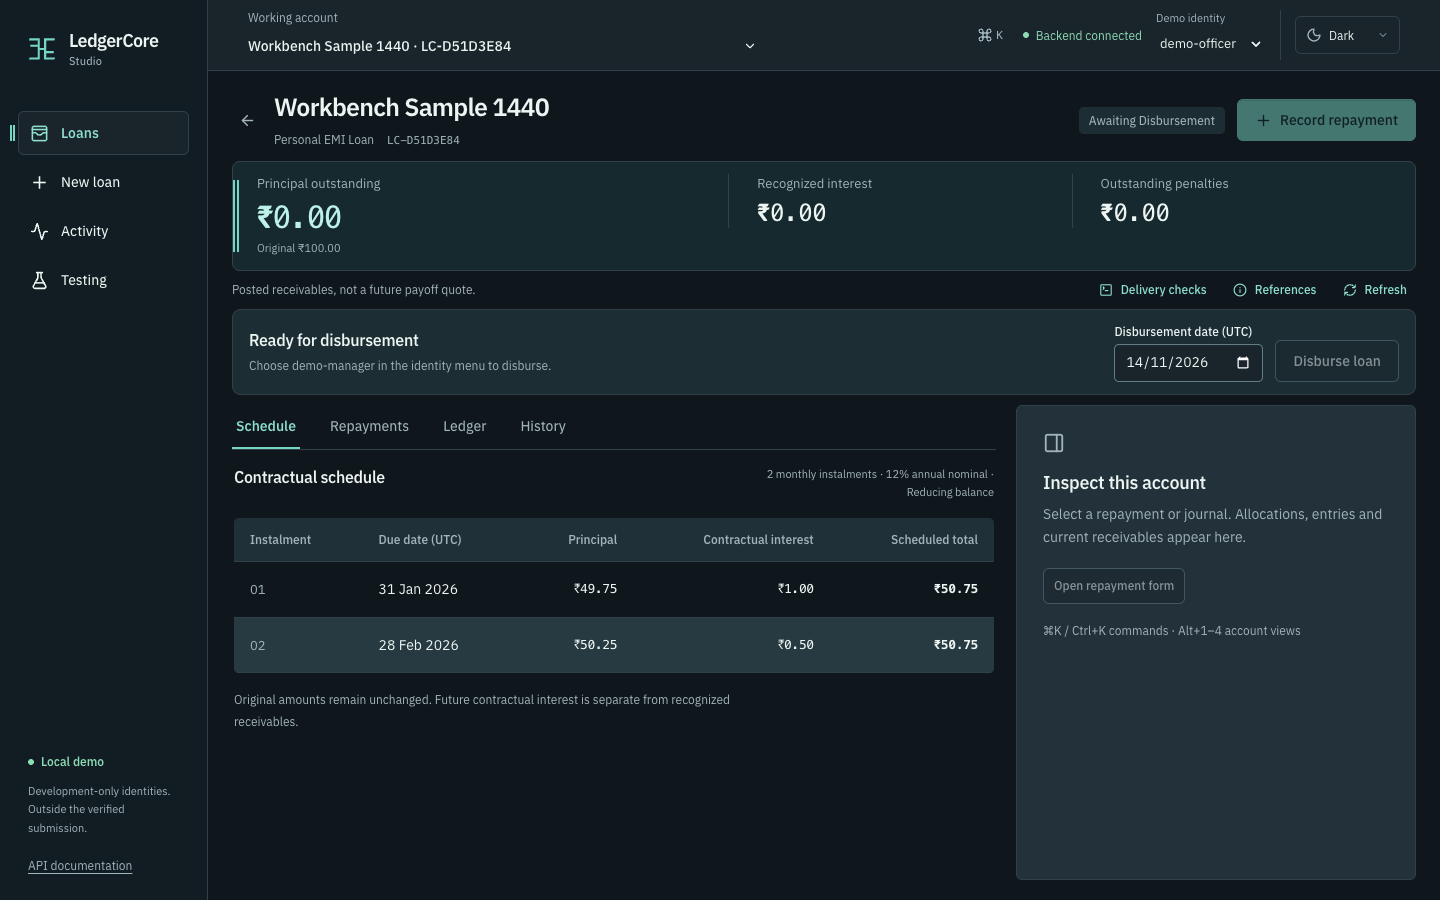 LedgerCore
Studio
Loans
New loan
Activity
Testing
Local demo
Development-only identities.
Outside the verified
submission.
API documentation
Working account
Workbench Sample 1440 · LC-D51D3E84
⌘ K
Backend connected
Demo identity
demo-officer
Dark
Workbench Sample 1440
Personal EMI Loan LC-D51D3E84
Awaiting Disbursement
Record repayment
Principal outstanding
₹0.00
Original ₹100.00
Recognized interest
₹0.00
Outstanding penalties
₹0.00
Posted receivables, not a future payoff quote.
Delivery checks
References
Refresh
Ready for disbursement
Choose demo-manager in the identity menu to disburse.
Disbursement date (UTC)
14/11/2026
Disburse loan
Schedule Repayments Ledger History
Contractual schedule
2 monthly instalments · 12% annual nominal ·
Reducing balance
Instalment Due date (UTC) Principal Contractual interest Scheduled total
01 31 Jan 2026 ₹49.75 ₹1.00 ₹50.75
02 28 Feb 2026 ₹50.25 ₹0.50 ₹50.75
Original amounts remain unchanged. Future contractual interest is separate from recognized
receivables.
Inspect this account
Select a repayment or journal. Allocations, entries and
current receivables appear here.
Open repayment form
⌘K / Ctrl+K commands · Alt+1–4 account views